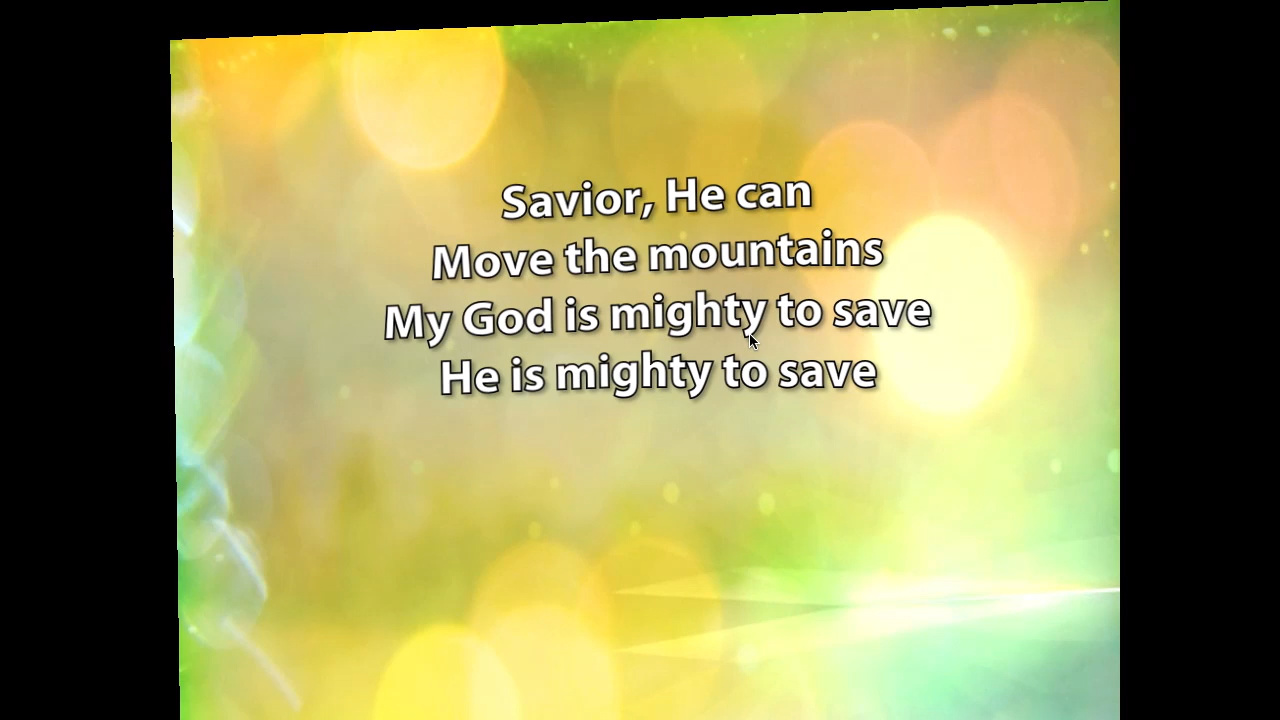 Savior, He can
Move the mountains
My God is mighty to save
He is mighty to save